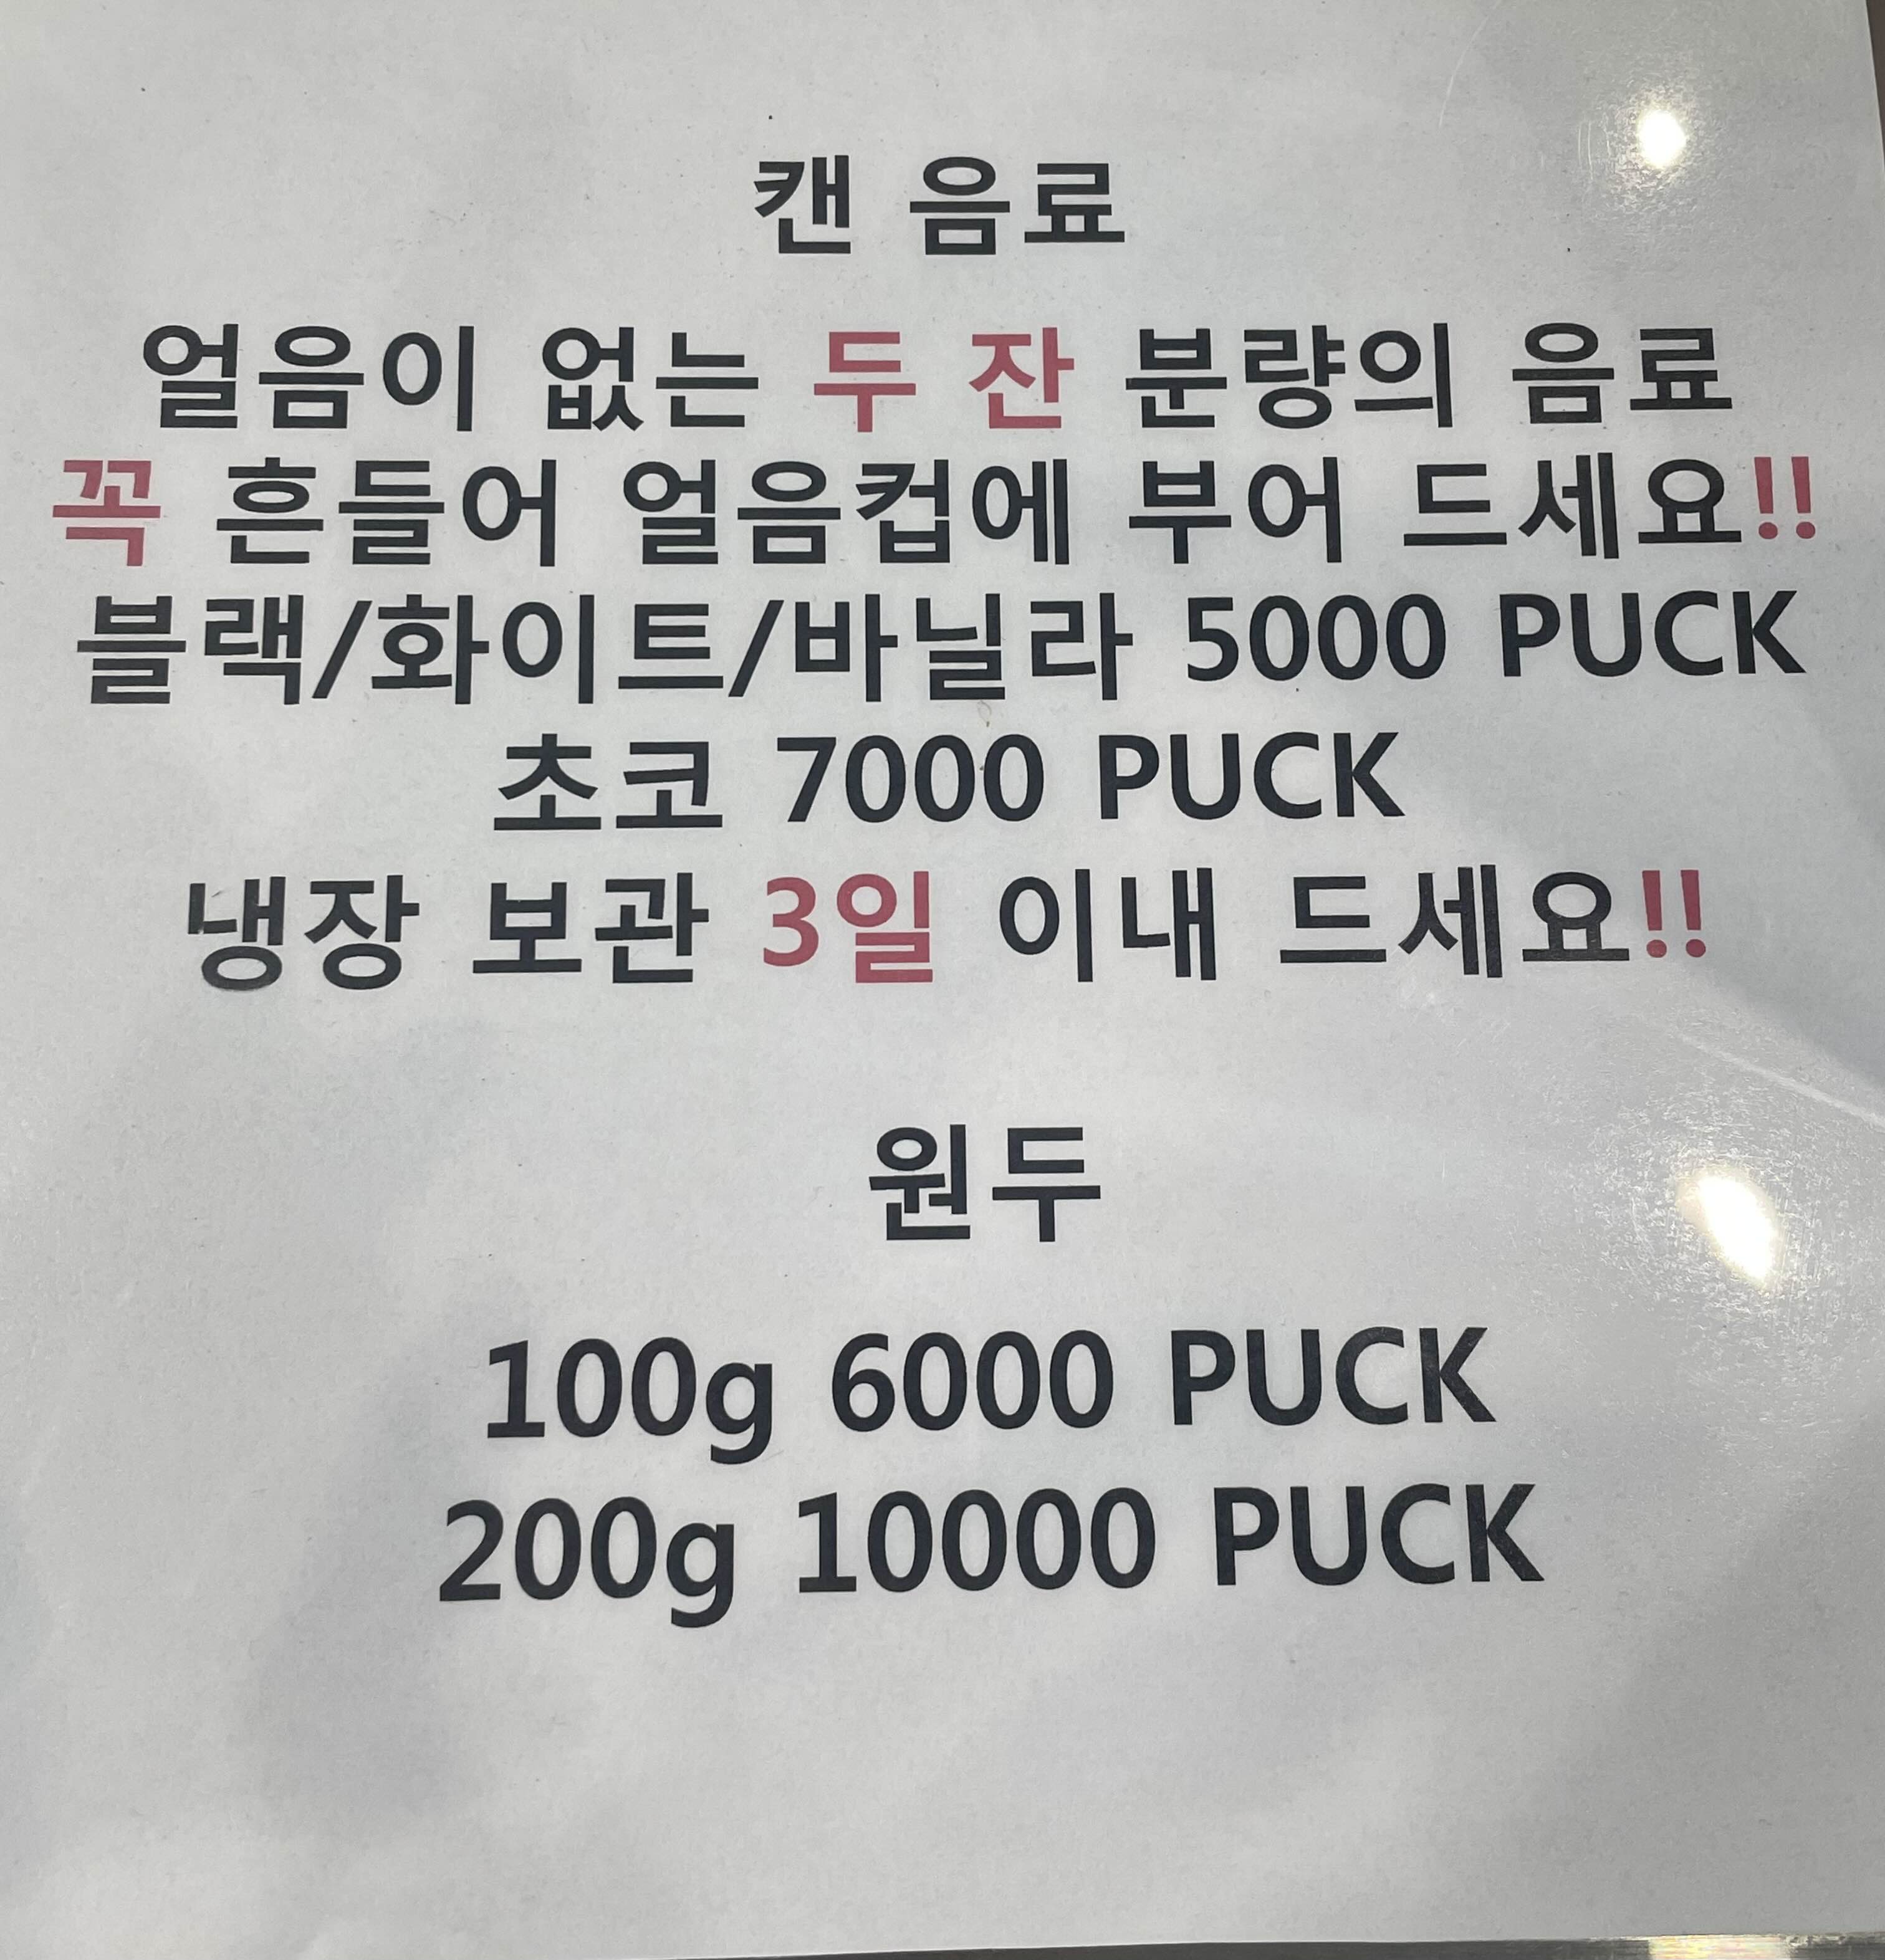 캔 음료
얼음이 없는 두 잔 분량의 음료
꼭 흔들어 얼음컵에 부어 드세요!!
블랙/화이트/바닐라 5000 PUCK
초코 7000 PUCK
냉장 보관 3일 이내 드세요!!
원두
100g 6000 PUCK
200g 10000 PUCK